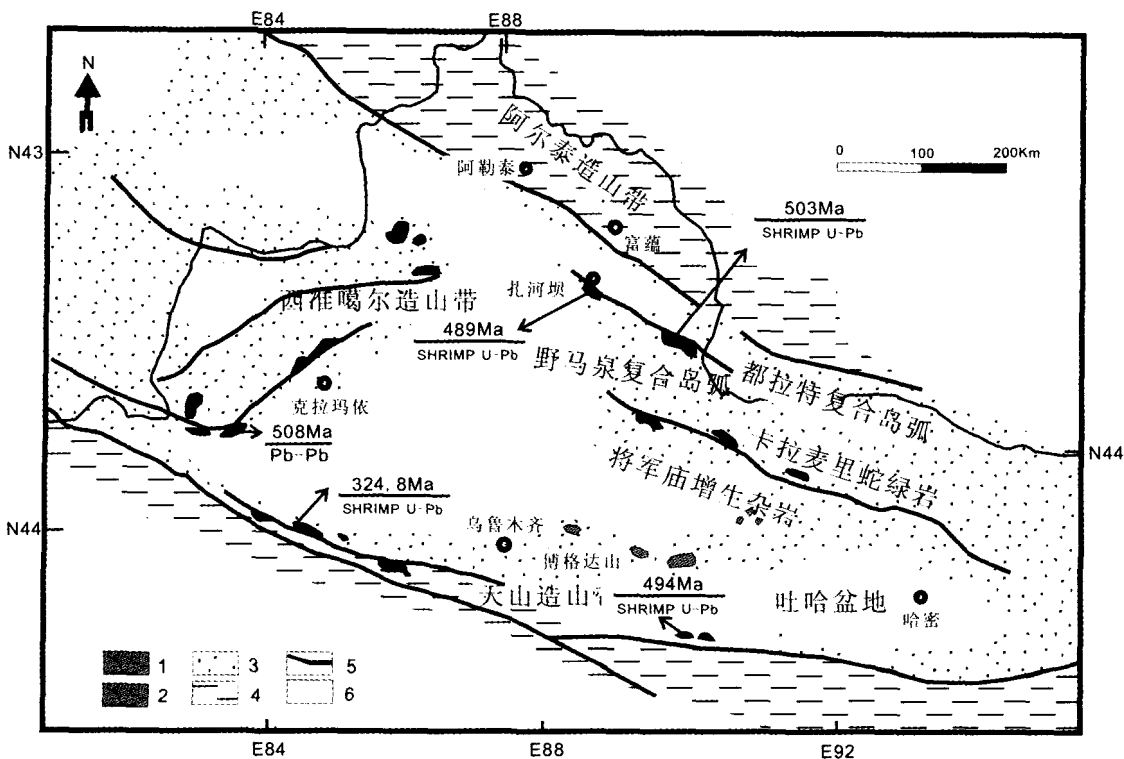 E84
E88
N
N43
0 100 200Km
阿尔泰造山带
阿勒泰
503Ma
SHRIMP U-Pb
富蕴
扎河坝
西准噶尔造山带
489Ma
SHRIMP U-Pb
野马泉复合岛弧
都拉特复合岛弧
克拉玛依
508Ma
Pb--Pb
卡拉麦里蛇绿岩
N44
将军庙增生杂岩
324, 8Ma
SHRIMP U-Pb
N44
乌鲁木齐
博格达山
494Ma
SHRIMP U-Pb
天山造山
吐哈盆地
哈密
1 3 5
2 4 6
E84
E88
E92